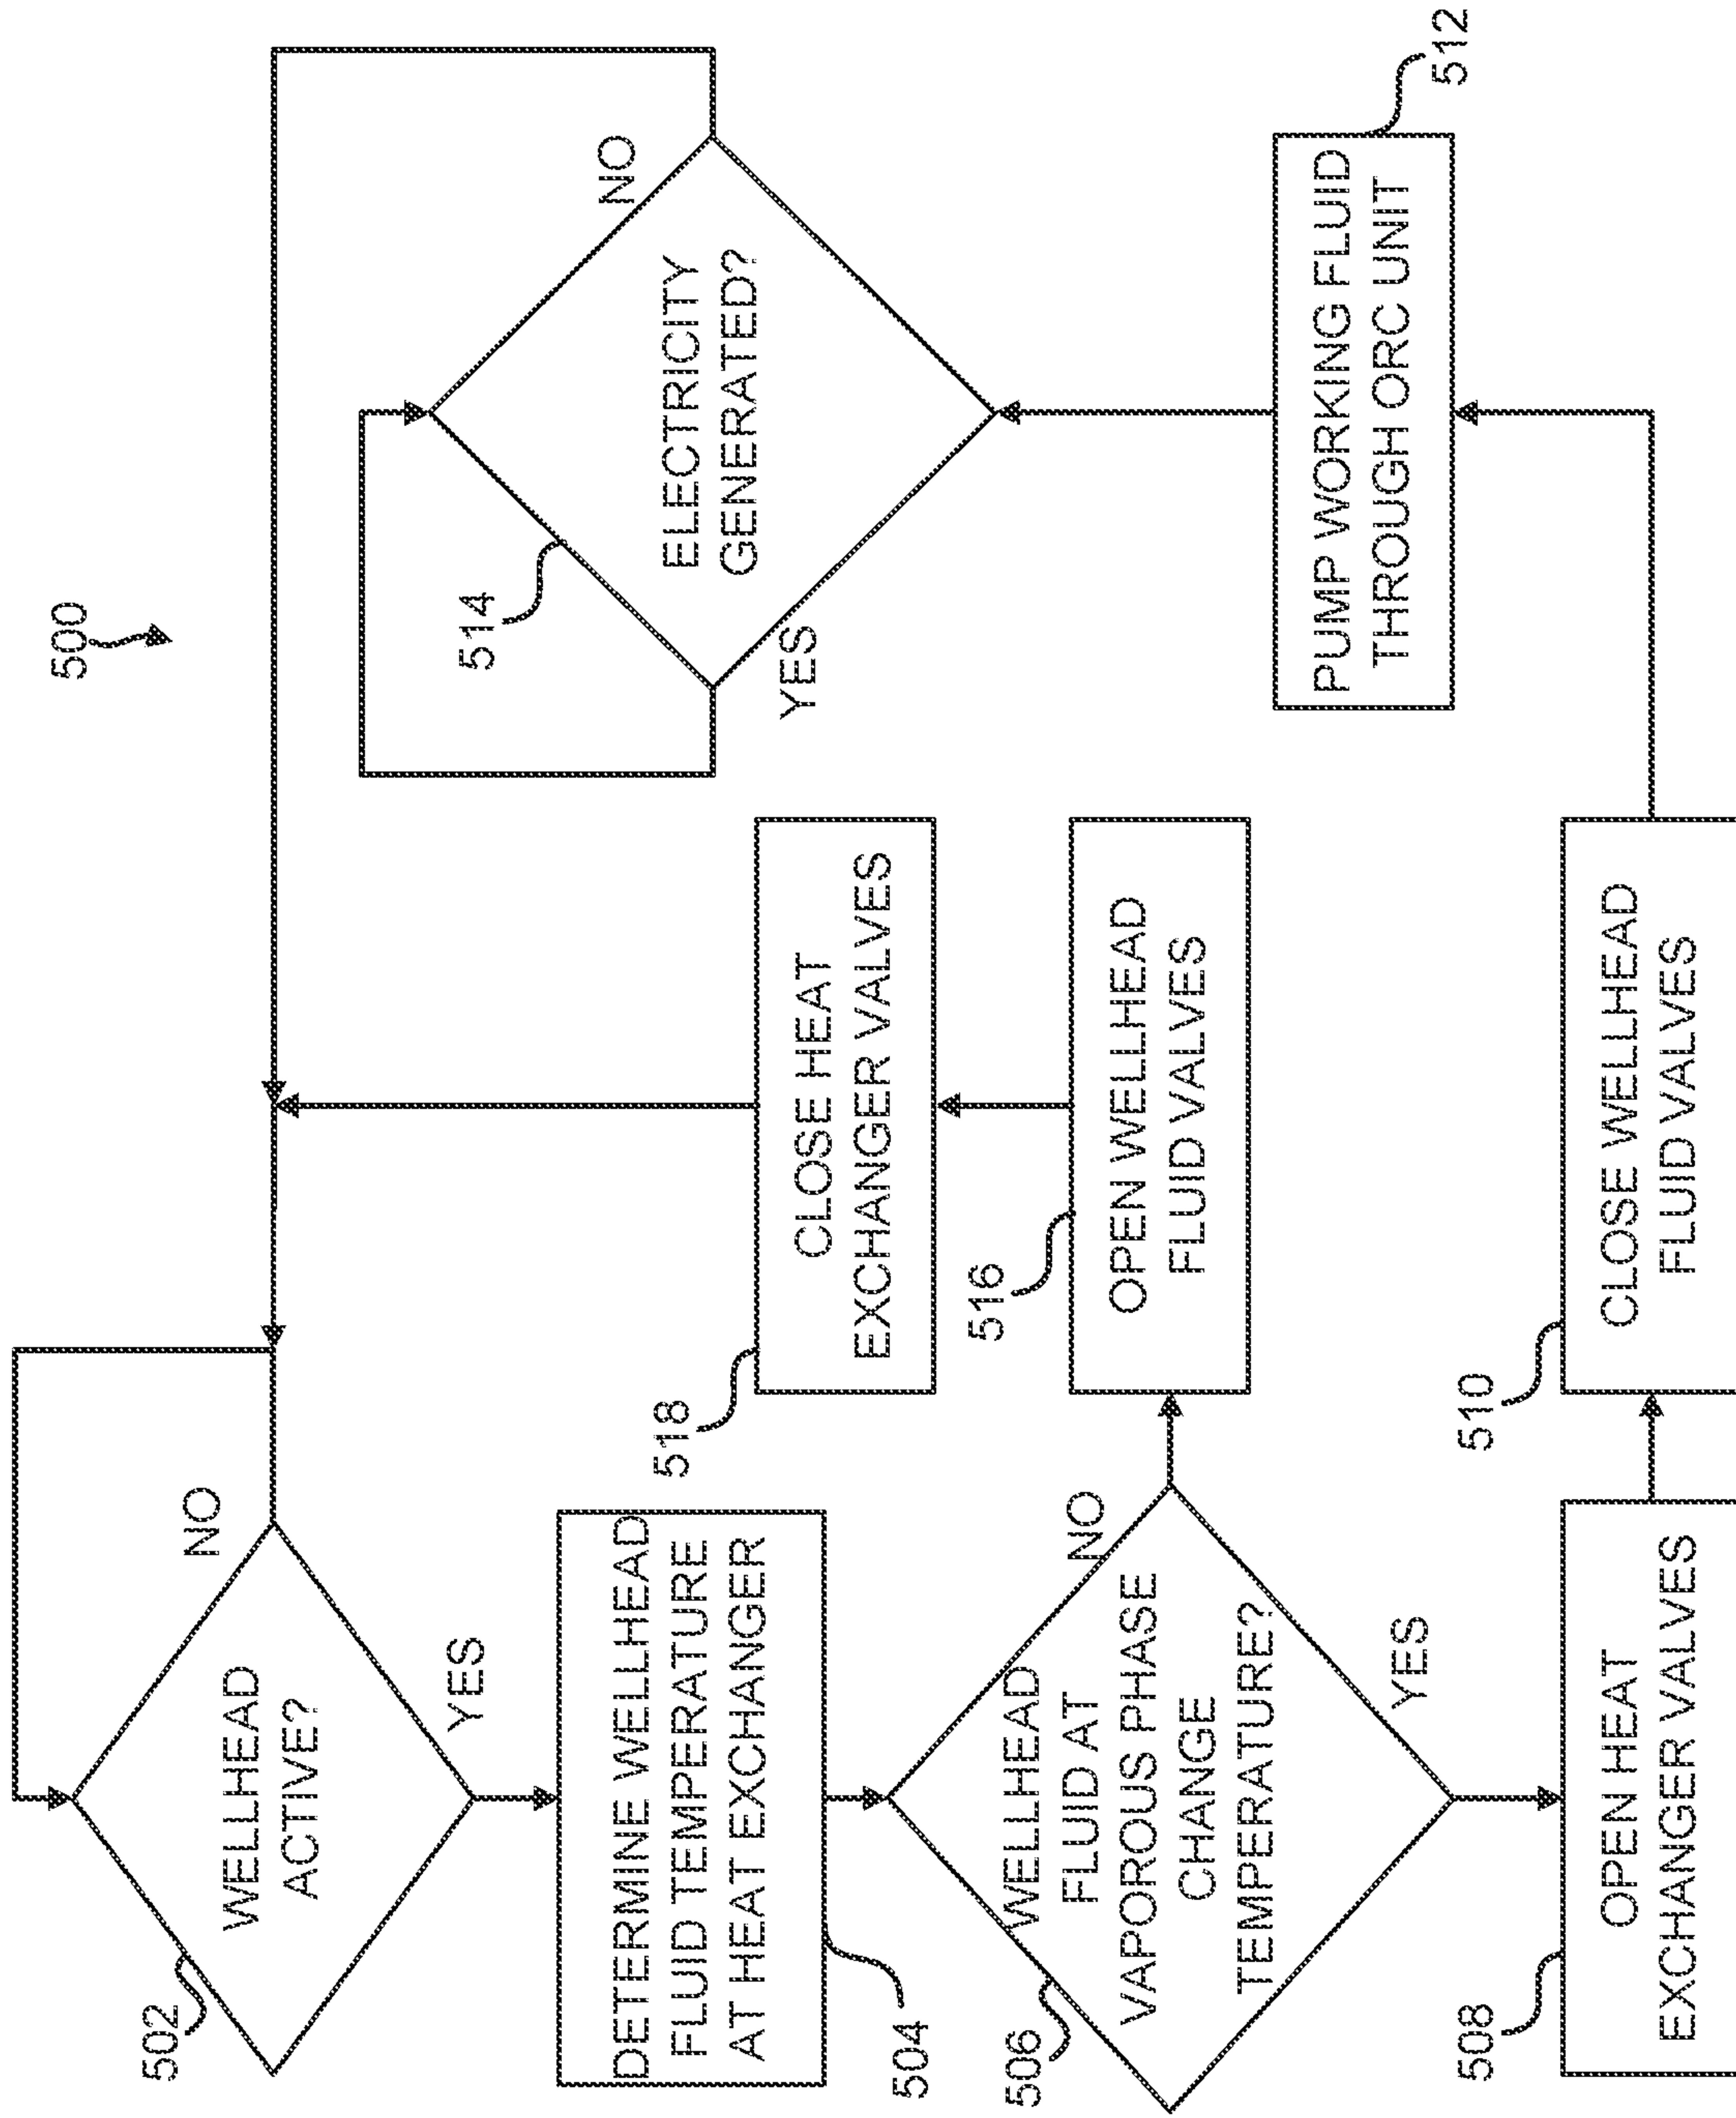 500
502
WELLHEAD
ACTIVE?
NO
YES
DETERMINE WELLHEAD
FLUID TEMPERATURE
AT HEAT EXCHANGER
504
506
WELLHEAD
FLUID AT
VAPOROUS PHASE
CHANGE
TEMPERATURE?
NO
YES
508
OPEN HEAT
EXCHANGER VALVES
510
CLOSE WELLHEAD
FLUID VALVES
516
OPEN WELLHEAD
FLUID VALVES
518
CLOSE HEAT
EXCHANGER VALVES
512
PUMP WORKING FLUID
THROUGH ORC UNIT
514
ELECTRICITY
GENERATED?
NO
YES